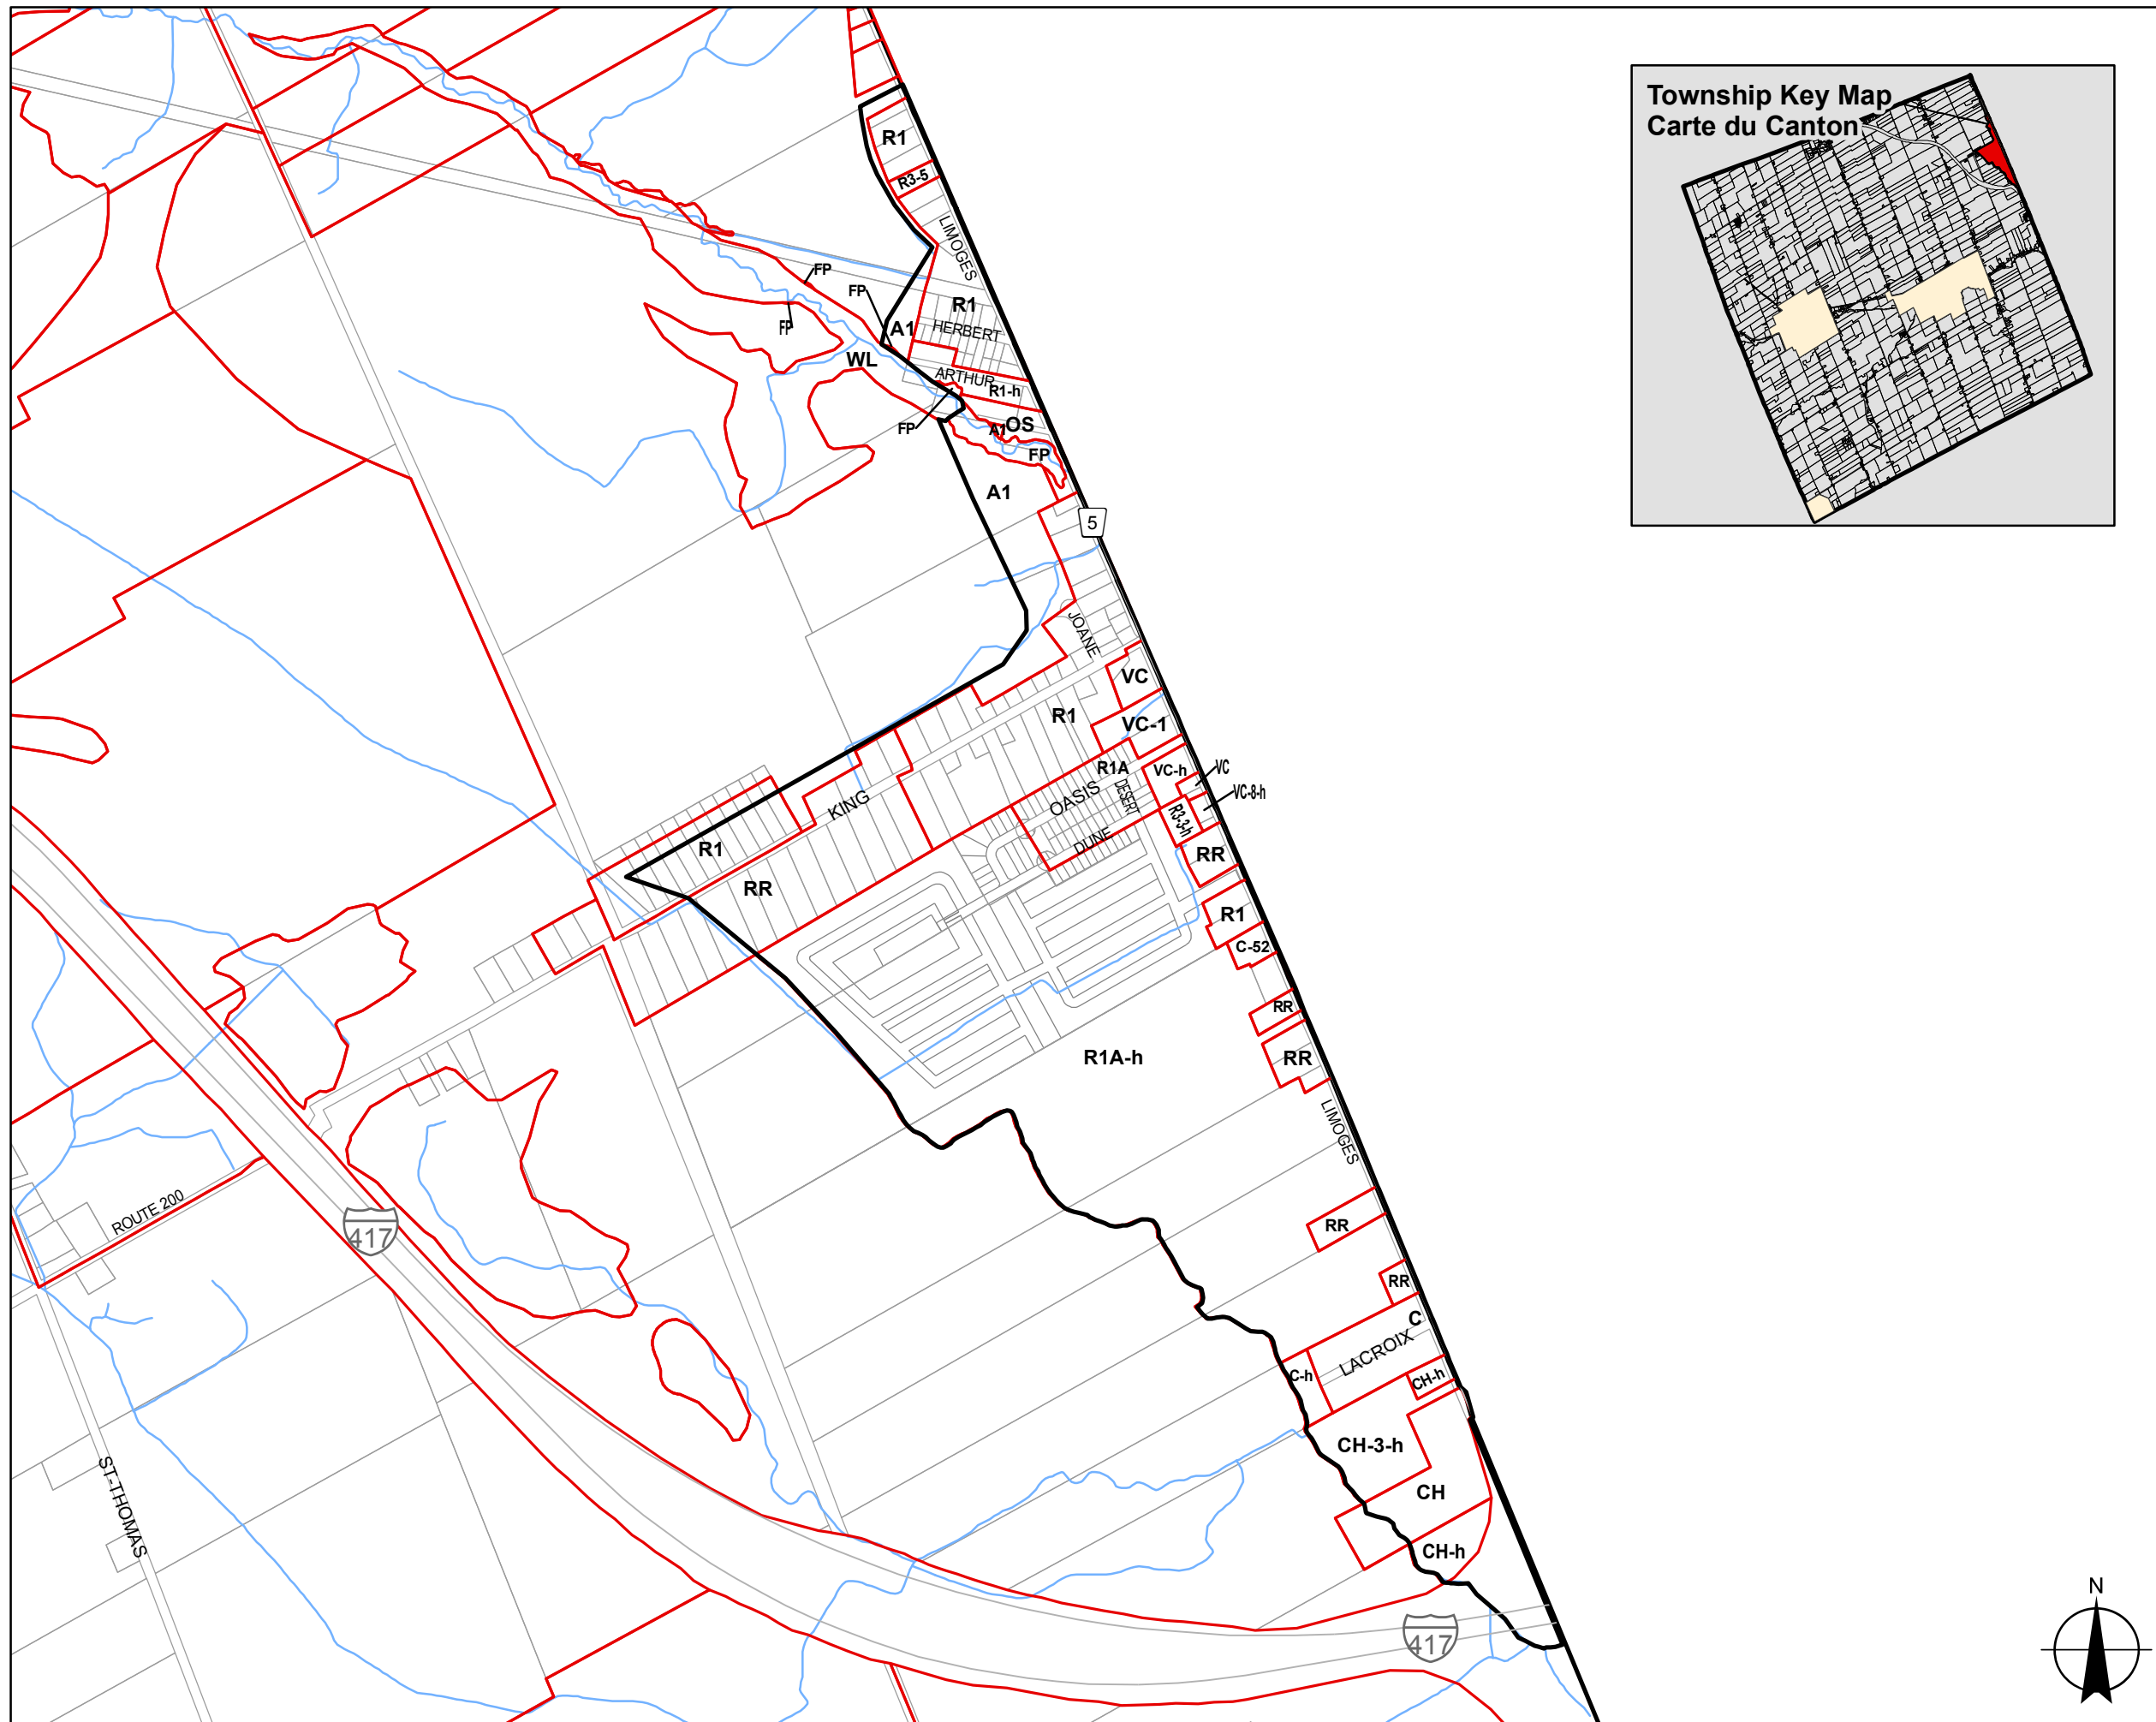 Township Key Map
Carte du Canton
R1
R3-5
LIMOGES
FP
FP
FP
R1
A1
HERBERT
WL
ARTHUR
R1-h
OS
A1
FP
FP
A1
5
JOANE
VC
R1
VC-1
R1A
VC-h
VC
OASIS
DESERT
VC-8-h
KING
R3-3-h
DUNE
R1
RR
RR
R1
C-52
RR
R1A-h
RR
LIMOGES
ROUTE 200
417
RR
RR
C
LACROIX
C-h
CH-h
CH-3-h
ST-THOMAS
CH
CH-h
417
N